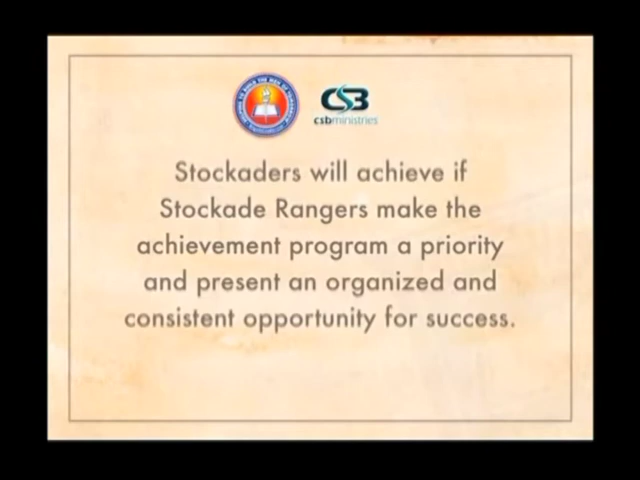 CSB
csbministries
Stockaders will achieve if
Stockade Rangers make the
achievement program a priority
and present an organized and
consistent opportunity for success.